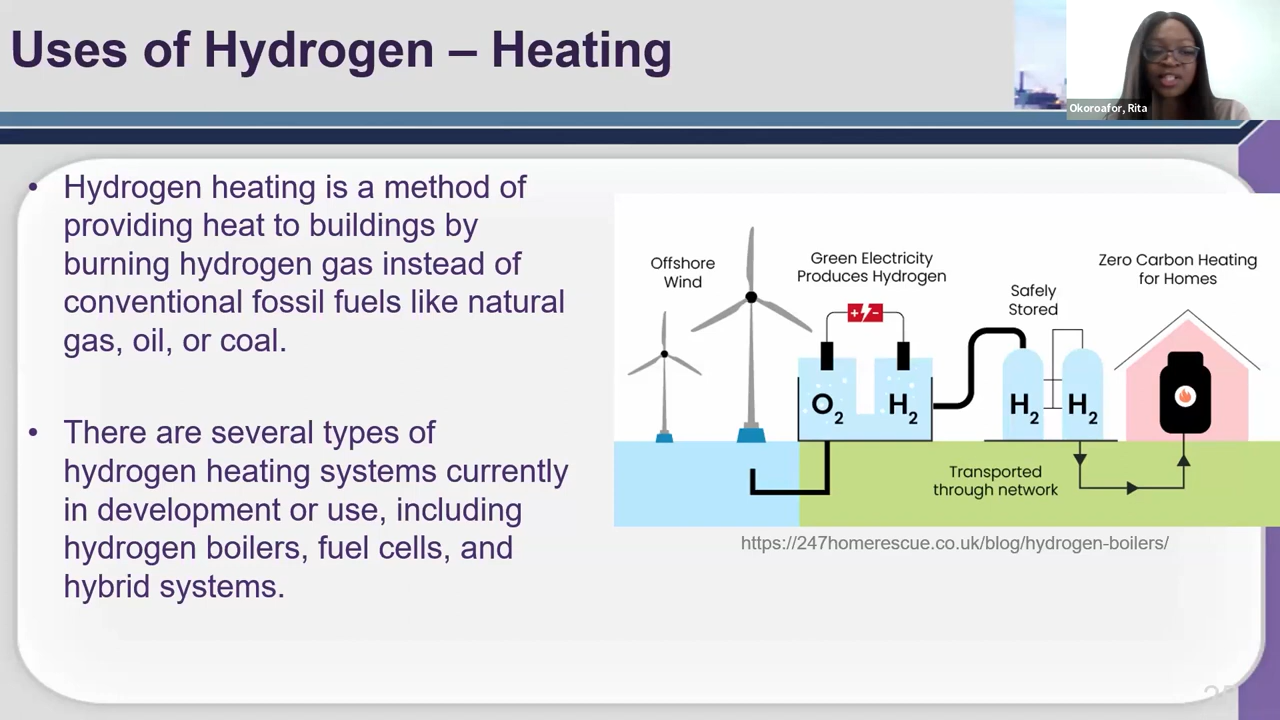 Uses of Hydrogen – Heating
Okoroafor, Rita
• Hydrogen heating is a method of
providing heat to buildings by
burning hydrogen gas instead of
conventional fossil fuels like natural
gas, oil, or coal.
• There are several types of
hydrogen heating systems currently
in development or use, including
hydrogen boilers, fuel cells, and
hybrid systems.
Offshore
Wind
Green Electricity
Produces Hydrogen
Safely
Stored
Zero Carbon Heating
for Homes
+ -
O2
H2
H2
H2
Transported
through network
https://247homerescue.co.uk/blog/hydrogen-boilers/